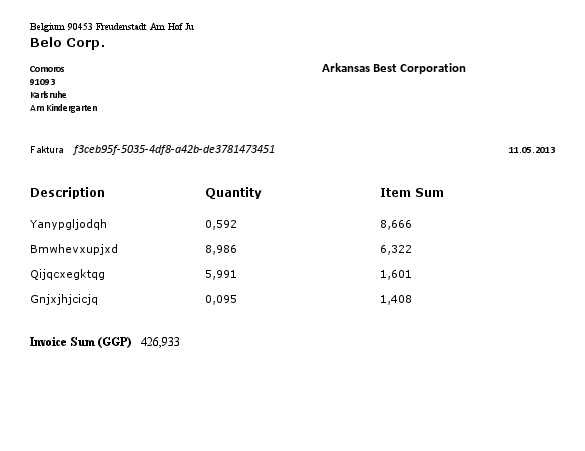 Belgium 90453 Freudenstadt Am Hof Ju
Belo Corp.
Comoros
Arkansas Best Corporation
91093
Karlsruhe
Am Kindergarten
Faktura f3ceb95f-5035-4df8-a42b-de3781473451 11.05.2013
Description Quantity Item Sum
Yanypgljodqh 0,592 8,666
Bmwhevxupjxd 8,986 6,322
Qijqcxegktqg 5,991 1,601
Gnjxjhjcicjq 0,095 1,408
Invoice Sum (GGP) 426,933